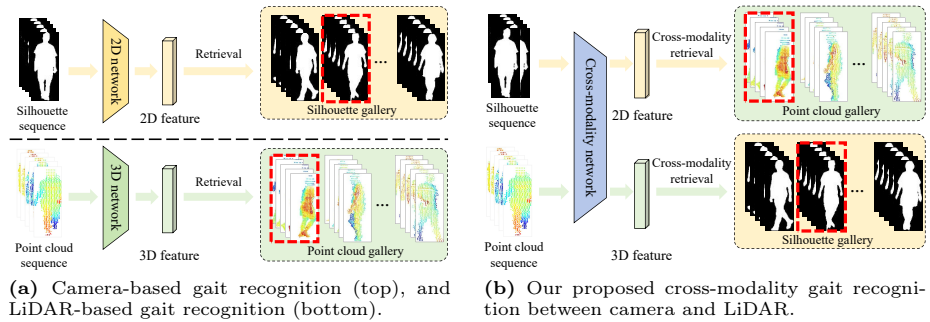 2D network
Retrieval
...
Silhouette
sequence
2D feature
Silhouette gallery
3D network
Retrieval
...
Point cloud
sequence
3D feature
Point cloud gallery
(a) Camera-based gait recognition (top), and
LiDAR-based gait recognition (bottom).
Cross-modality network
Cross-modality
retrieval
...
Silhouette
sequence
2D feature
Point cloud gallery
Cross-modality
retrieval
...
Point cloud
sequence
3D feature
Silhouette gallery
(b) Our proposed cross-modality gait recogni-
tion between camera and LiDAR.